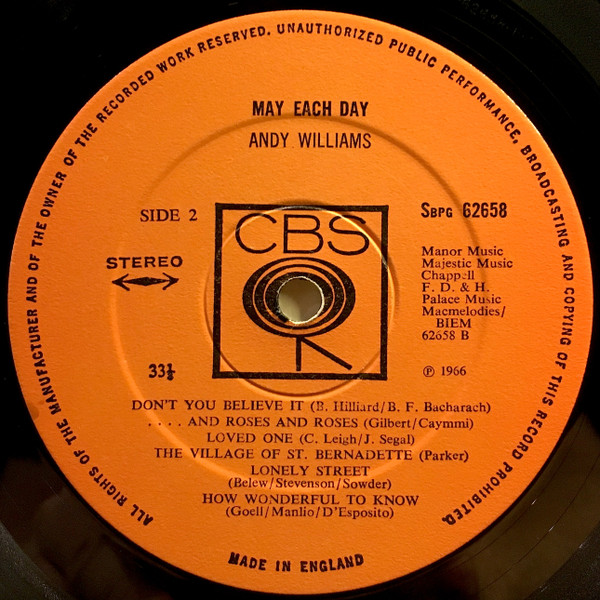 ALL RIGHTS OF THE MANUFACTURER AND OF THE OWNER OF THE RECORDED WORK RESERVED. UNAUTHORIZED PUBLIC PERFORMANCE, BROADCASTING AND COPYING OF THIS RECORD PROHIBITED.
MAY EACH DAY
ANDY WILLIAMS
SIDE 2
STEREO
33⅓
CBS
SBPG 62658
Manor Music
Majestic Music
Chappell
F. D. & H.
Palace Music
Macmelodies/
BIEM
62658 B
℗ 1966
DON'T YOU BELIEVE IT (B. Hilliard/B. F. Bacharach)
. . . . AND ROSES AND ROSES (Gilbert/Caymmi)
LOVED ONE (C. Leigh/J. Segal)
THE VILLAGE OF ST. BERNADETTE (Parker)
LONELY STREET
(Belew/Stevenson/Sowder)
HOW WONDERFUL TO KNOW
(Goell/Manlio/D'Esposito)
MADE IN ENGLAND